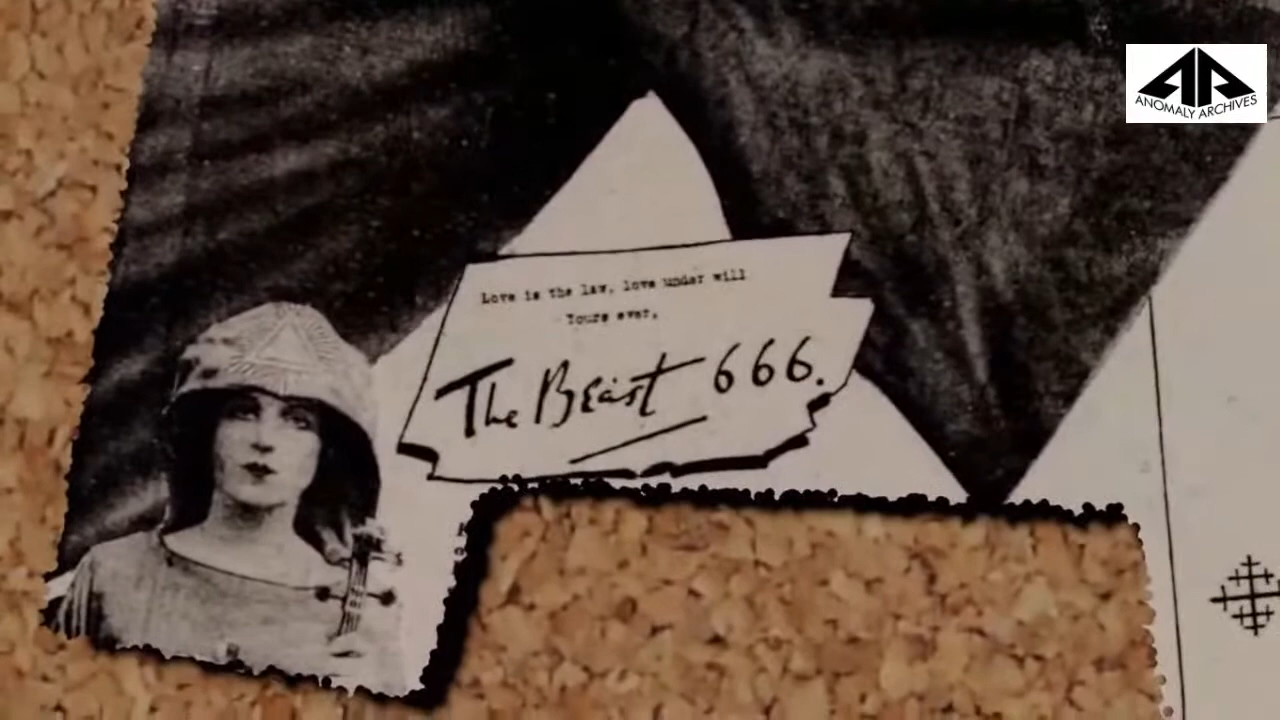 ANOMALY ARCHIVES
Love is the law, love under will
Yours ever,
The Beast 666.